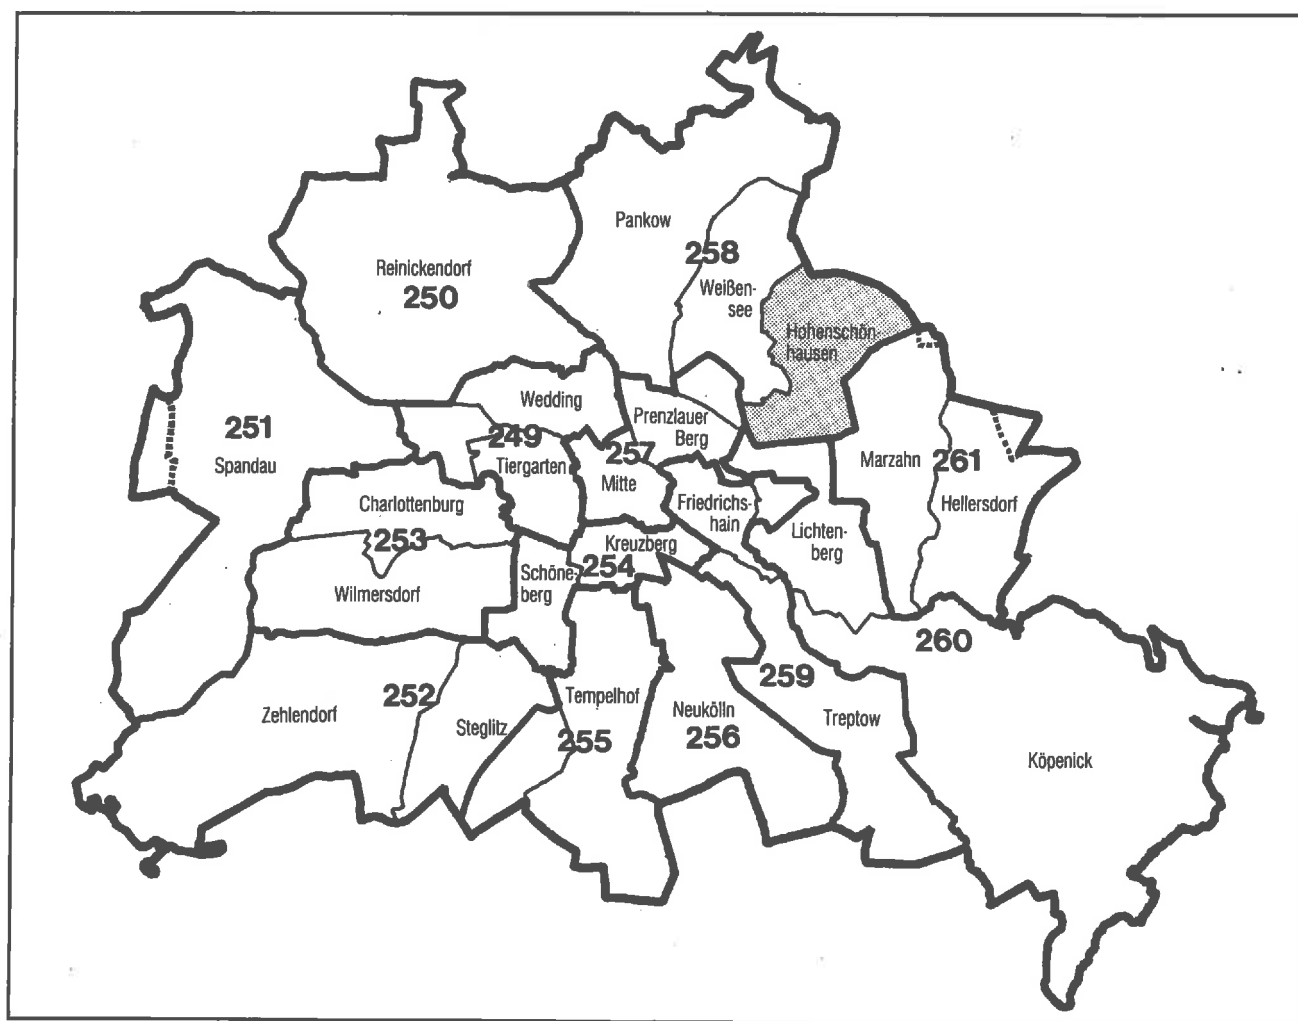 Pankow
258
Weißen-
see
Reinickendorf
250
Hohenschön-
hausen
Wedding
Prenzlauer
Berg
251
Spandau
249
Tiergarten
257
Mitte
Marzahn
261
Hellersdorf
Charlottenburg
253
Friedrichs-
hain
Lichten-
berg
Kreuzberg
254
Schöne-
berg
Wilmersdorf
260
259
252
Zehlendorf
Steglitz
Tempelhof
255
Neukölln
256
Treptow
Köpenick